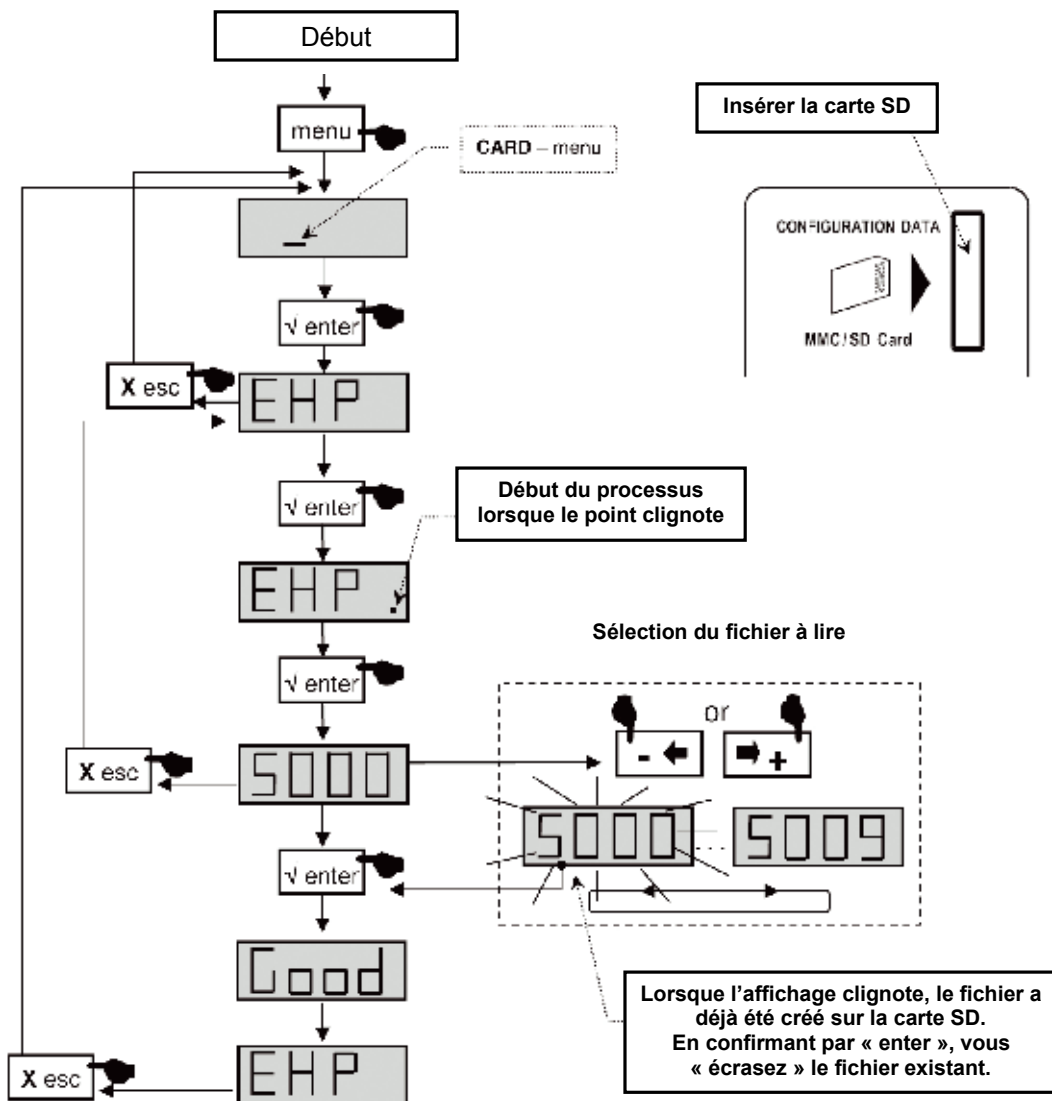 Début
menu
Insérer la carte SD
CARD – menu
CONFIGURATION DATA
MMC/SD Card
√ enter
X esc
EHP
√ enter
Début du processus
lorsque le point clignote
EHP.
Sélection du fichier à lire
√ enter
or
- +
X esc
S000
S000
S009
√ enter
Good
Lorsque l’affichage clignote, le fichier a
déjà été créé sur la carte SD.
En confirmant par « enter », vous
« écrasez » le fichier existant.
X esc
EHP